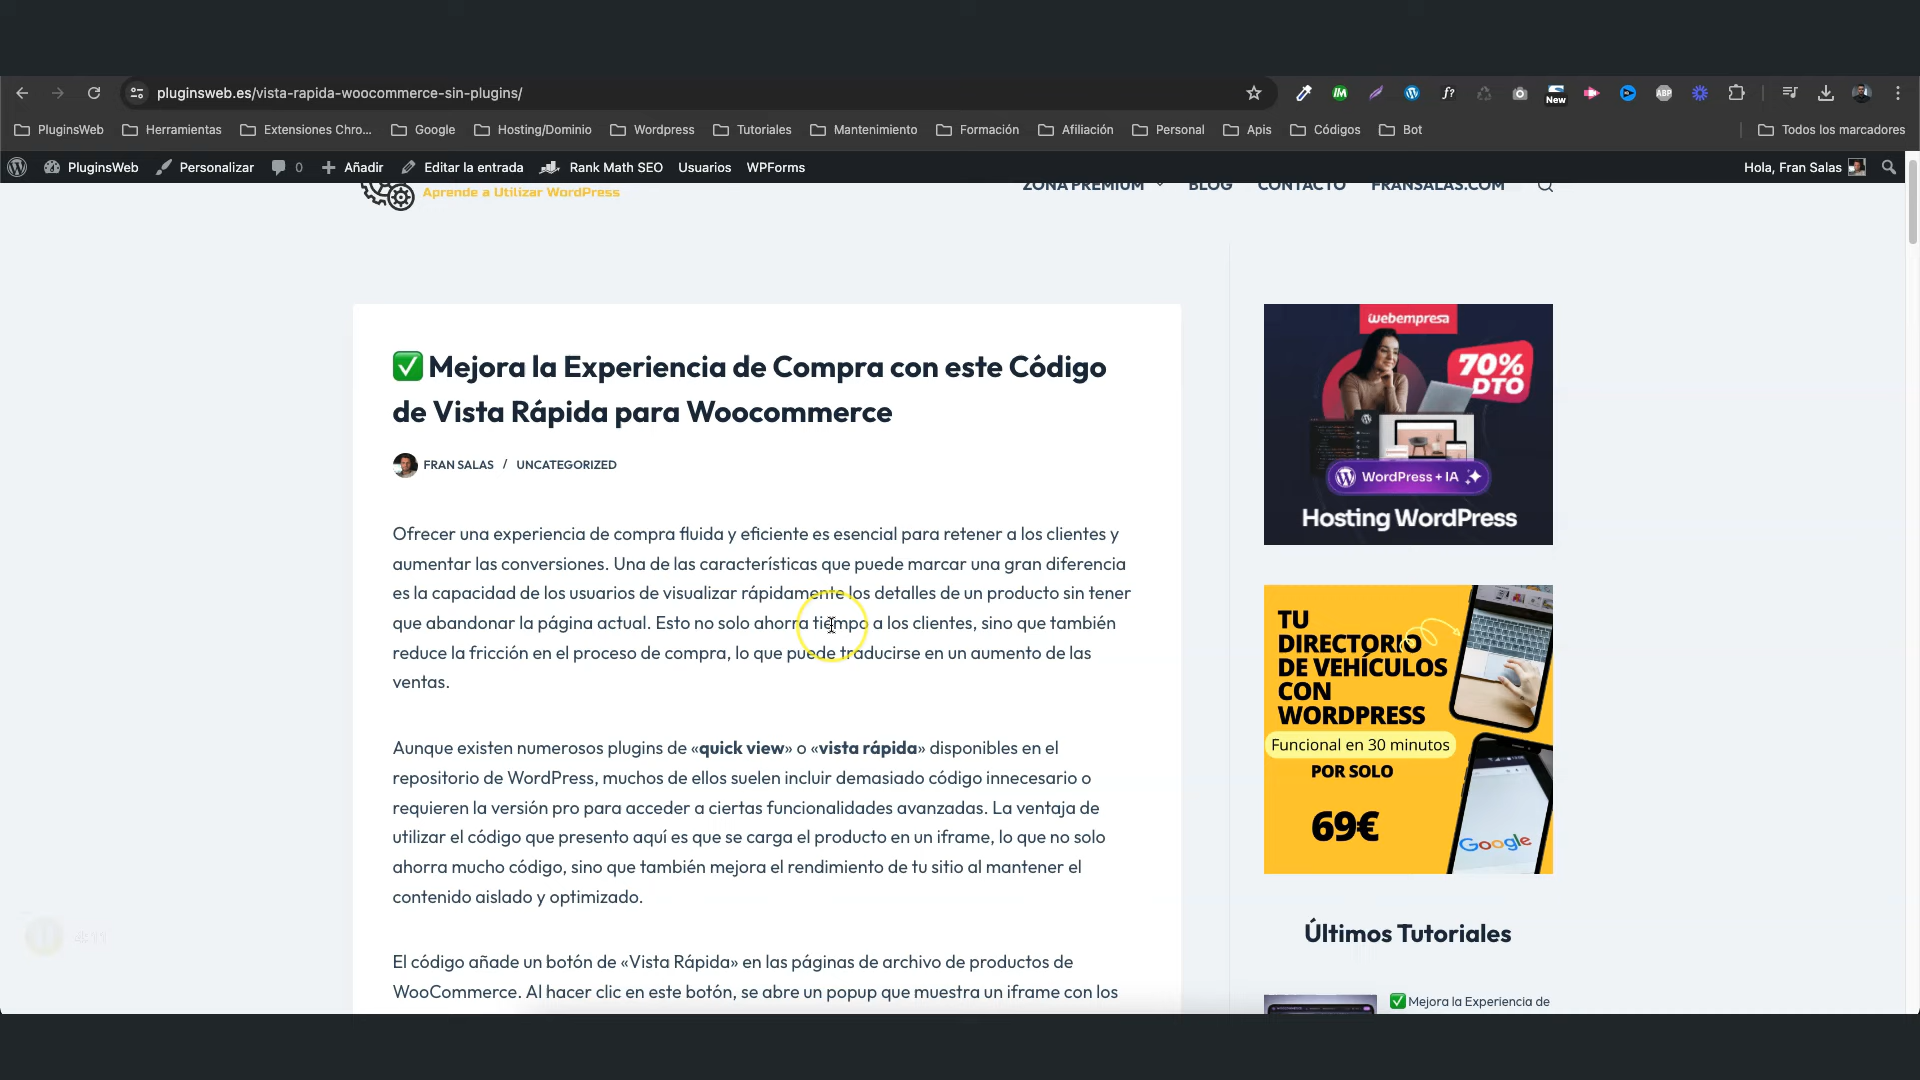 pluginsweb.es/vista-rapida-woocommerce-sin-plugins/
New
ABP
PluginsWeb
Herramientas
Extensiones Chro...
Google
Hosting/Dominio
Wordpress
Tutoriales
Mantenimiento
Formación
Afiliación
Personal
Apis
Códigos
Bot
Todos los marcadores
PluginsWeb
Personalizar
0
Añadir
Editar la entrada
Rank Math SEO
Usuarios
WPForms
Hola, Fran Salas
Aprende a Utilizar WordPress
ZONA PREMIUM
BLOG
CONTACTO
FRANSALAS.COM
✅ Mejora la Experiencia de Compra con este Código
de Vista Rápida para Woocommerce
FRAN SALAS / UNCATEGORIZED
Ofrecer una experiencia de compra fluida y eficiente es esencial para retener a los clientes y
aumentar las conversiones. Una de las características que puede marcar una gran diferencia
es la capacidad de los usuarios de visualizar rápidamente los detalles de un producto sin tener
que abandonar la página actual. Esto no solo ahorra tiempo a los clientes, sino que también
reduce la fricción en el proceso de compra, lo que puede traducirse en un aumento de las
ventas.
Aunque existen numerosos plugins de «quick view» o «vista rápida» disponibles en el
repositorio de WordPress, muchos de ellos suelen incluir demasiado código innecesario o
requieren la versión pro para acceder a ciertas funcionalidades avanzadas. La ventaja de
utilizar el código que presento aquí es que se carga el producto en un iframe, lo que no solo
ahorra mucho código, sino que también mejora el rendimiento de tu sitio al mantener el
contenido aislado y optimizado.
El código añade un botón de «Vista Rápida» en las páginas de archivo de productos de
WooCommerce. Al hacer clic en este botón, se abre un popup que muestra un iframe con los
webempresa
70%
DTO
WordPress + IA
Hosting WordPress
TU
DIRECTORIO
DE VEHÍCULOS
CON
WORDPRESS
Funcional en 30 minutos
POR SOLO
69€
Google
Últimos Tutoriales
✅ Mejora la Experiencia de
4:11